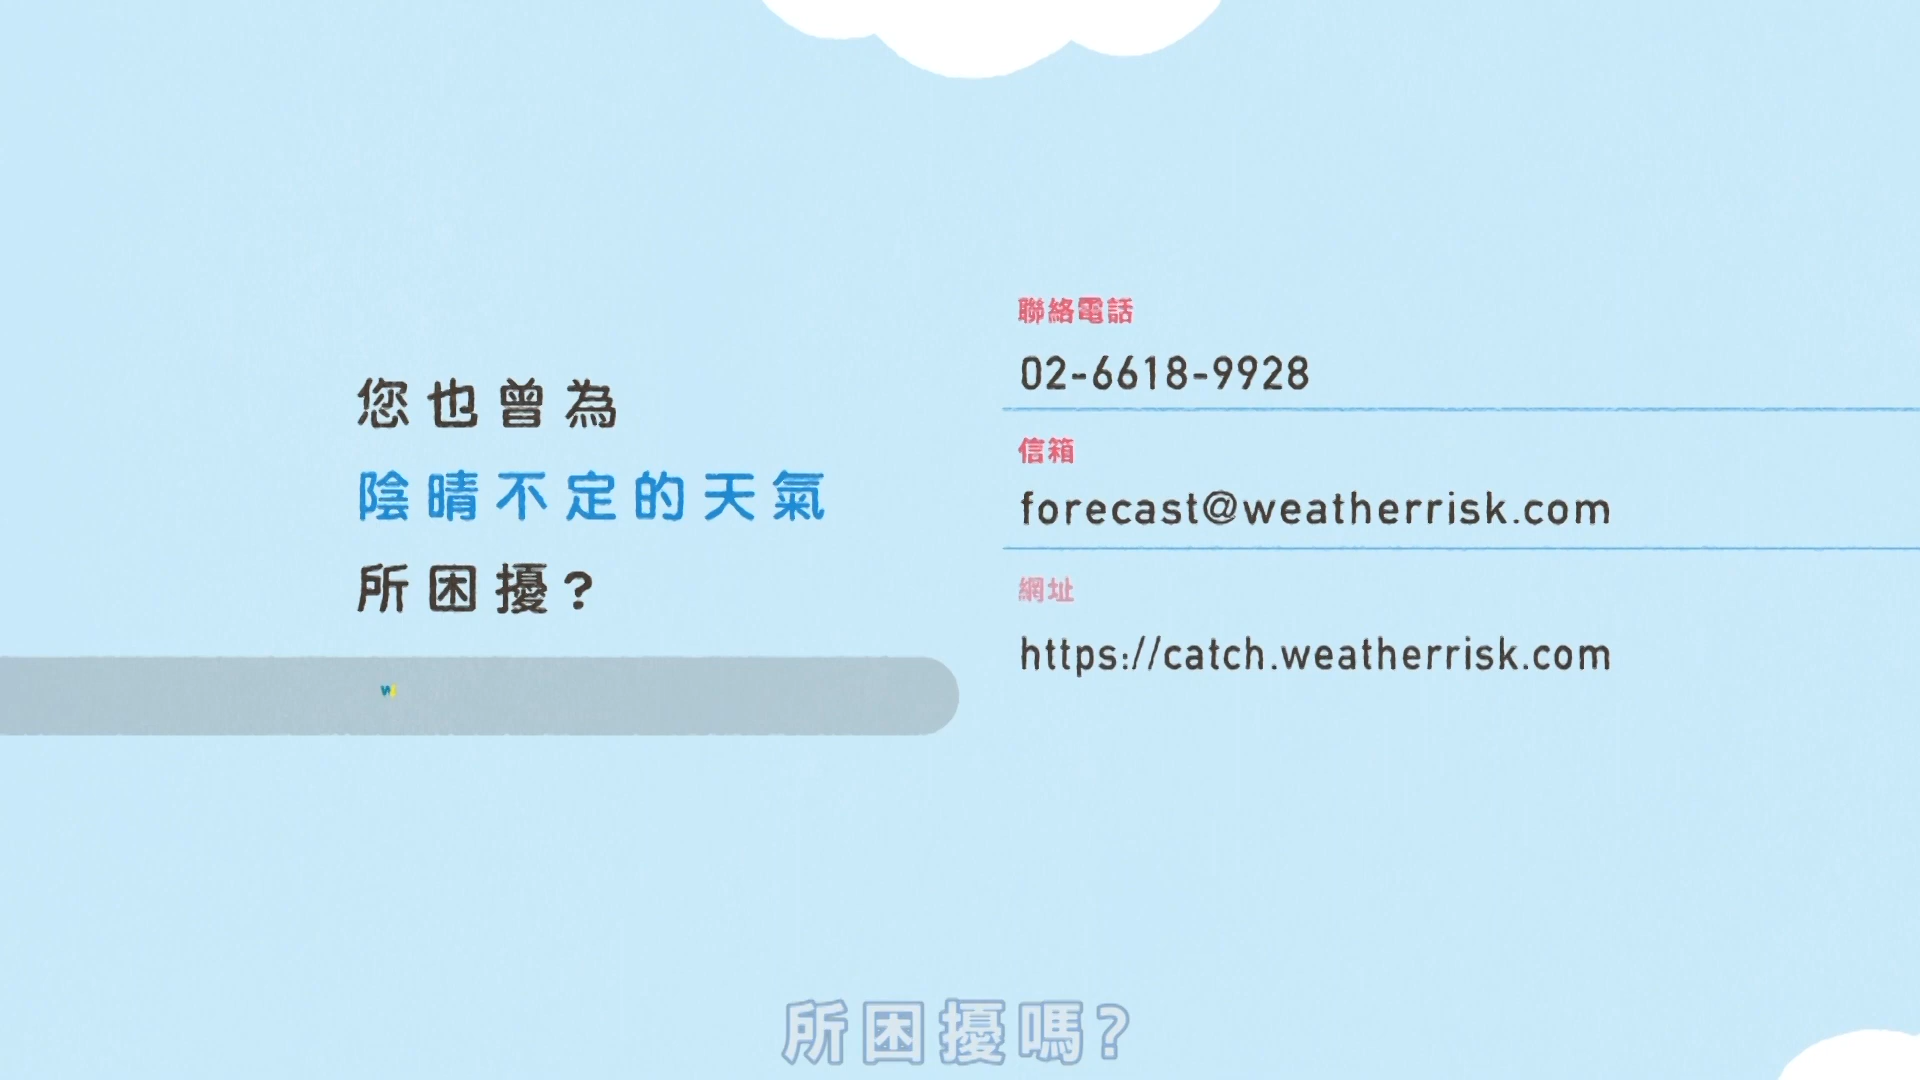 您也曾為
陰晴不定的天氣
所困擾?
聯絡電話
02-6618-9928
信箱
forecast@weatherrisk.com
網址
https://catch.weatherrisk.com
所困擾嗎?